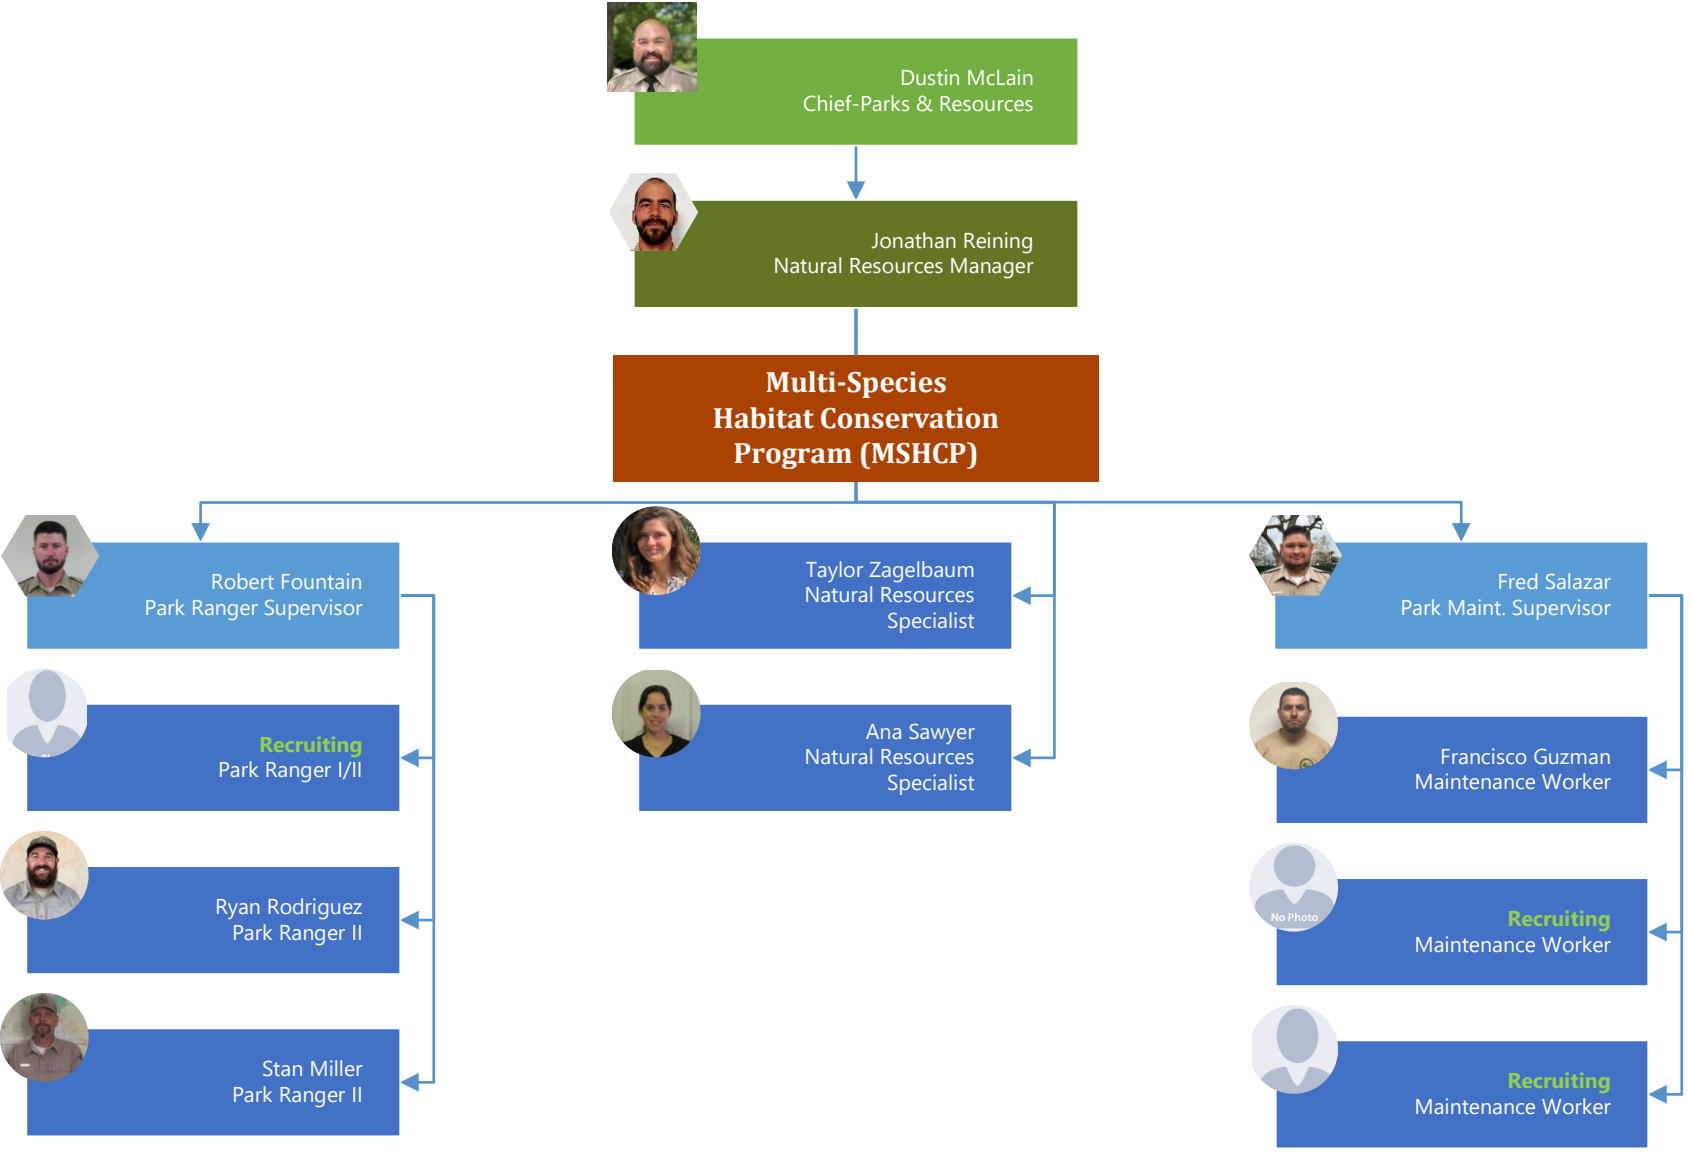 Dustin McLain
Chief-Parks & Resources
Jonathan Reining
Natural Resources Manager
Multi-Species
Habitat Conservation
Program (MSHCP)
Robert Fountain
Park Ranger Supervisor
Recruiting
Park Ranger I/II
Ryan Rodriguez
Park Ranger II
Stan Miller
Park Ranger II
Taylor Zagelbaum
Natural Resources
Specialist
Ana Sawyer
Natural Resources
Specialist
Fred Salazar
Park Maint. Supervisor
Francisco Guzman
Maintenance Worker
No Photo
Recruiting
Maintenance Worker
Recruiting
Maintenance Worker